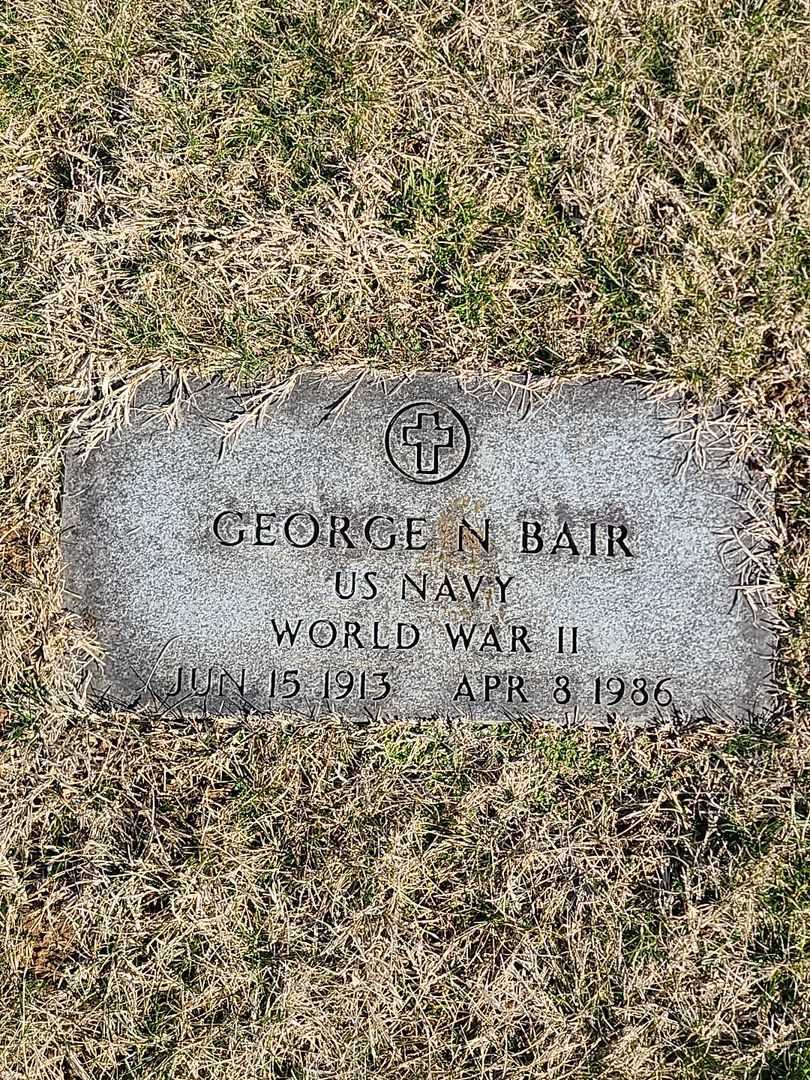 GEORGE N BAIR
US NAVY
WORLD WAR II
JUN 15 1913 APR 8 1986